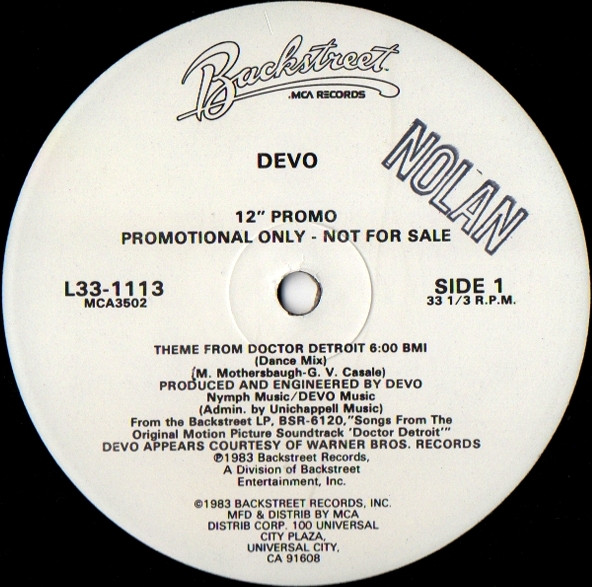 Backstreet
MCA RECORDS
DEVO
NOLAN
12" PROMO
PROMOTIONAL ONLY - NOT FOR SALE
L33-1113
MCA3502
SIDE 1
33 1/3 R.P.M.
THEME FROM DOCTOR DETROIT 6:00 BMI
(Dance Mix)
(M. Mothersbaugh-G. V. Casale)
PRODUCED AND ENGINEERED BY DEVO
Nymph Music/DEVO Music
(Admin. by Unichappell Music)
From the Backstreet LP, BSR-6120,"Songs From The
Original Motion Picture Soundtrack 'Doctor Detroit'"
DEVO APPEARS COURTESY OF WARNER BROS. RECORDS
℗1983 Backstreet Records,
A Division of Backstreet
Entertainment, Inc.
©1983 BACKSTREET RECORDS, INC.
MFD & DISTRIB BY MCA
DISTRIB CORP. 100 UNIVERSAL
CITY PLAZA,
UNIVERSAL CITY,
CA 91608